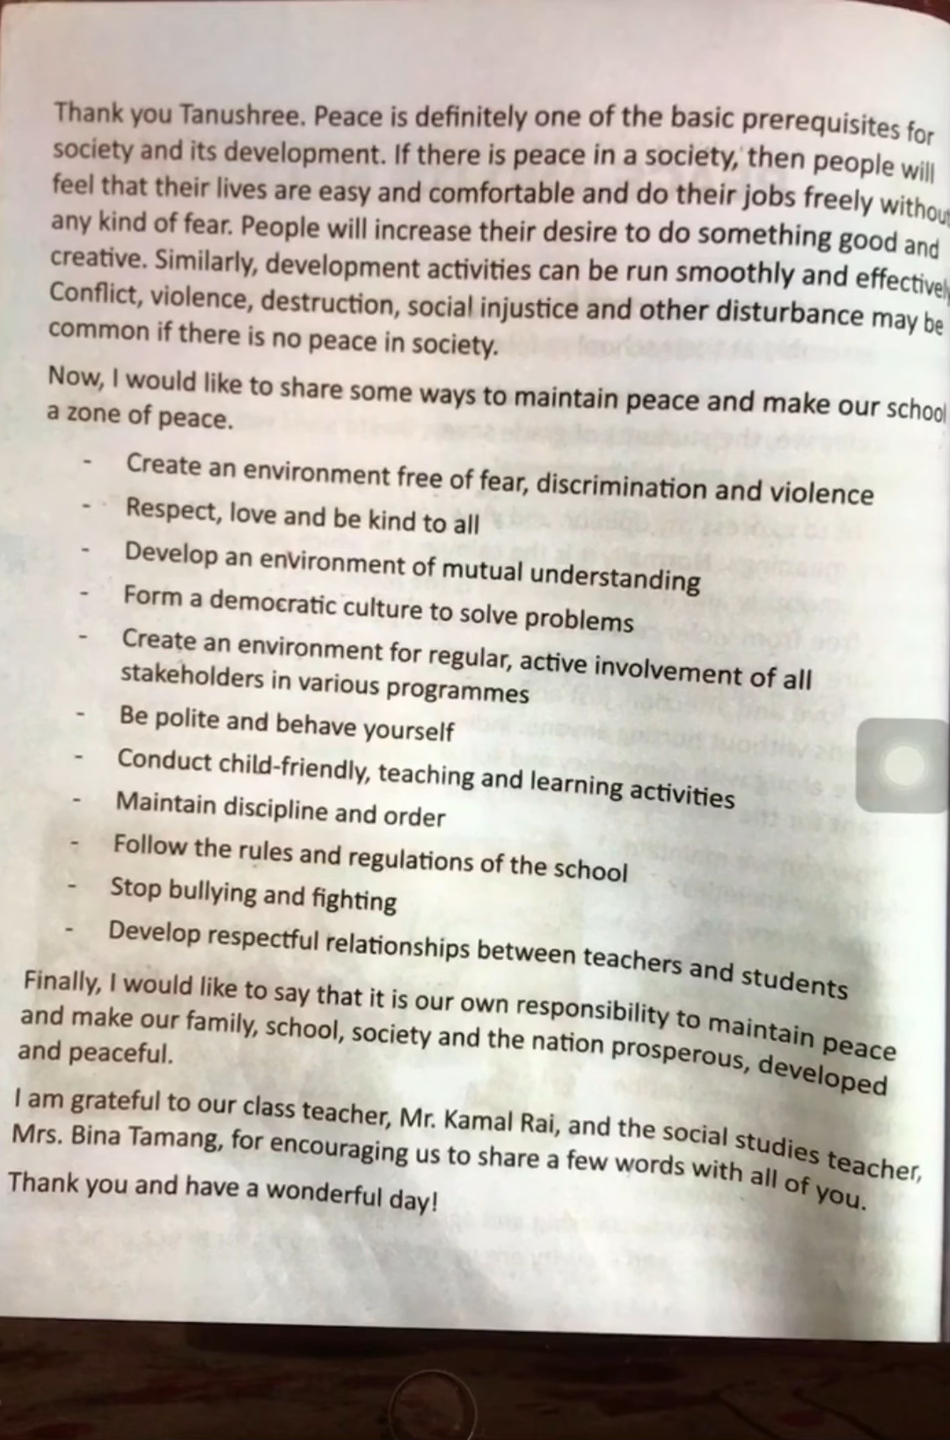 Thank you Tanushree. Peace is definitely one of the basic prerequisites for
society and its development. If there is peace in a society, then people will
feel that their lives are easy and comfortable and do their jobs freely without
any kind of fear. People will increase their desire to do something good and
creative. Similarly, development activities can be run smoothly and effectively
Conflict, violence, destruction, social injustice and other disturbance may be
common if there is no peace in society.
Now, I would like to share some ways to maintain peace and make our school
a zone of peace.
- Create an environment free of fear, discrimination and violence
- Respect, love and be kind to all
- Develop an environment of mutual understanding
- Form a democratic culture to solve problems
- Create an environment for regular, active involvement of all
stakeholders in various programmes
- Be polite and behave yourself
- Conduct child-friendly, teaching and learning activities
- Maintain discipline and order
- Follow the rules and regulations of the school
- Stop bullying and fighting
- Develop respectful relationships between teachers and students
Finally, I would like to say that it is our own responsibility to maintain peace
and make our family, school, society and the nation prosperous, developed
and peaceful.
I am grateful to our class teacher, Mr. Kamal Rai, and the social studies teacher,
Mrs. Bina Tamang, for encouraging us to share a few words with all of you.
Thank you and have a wonderful day!